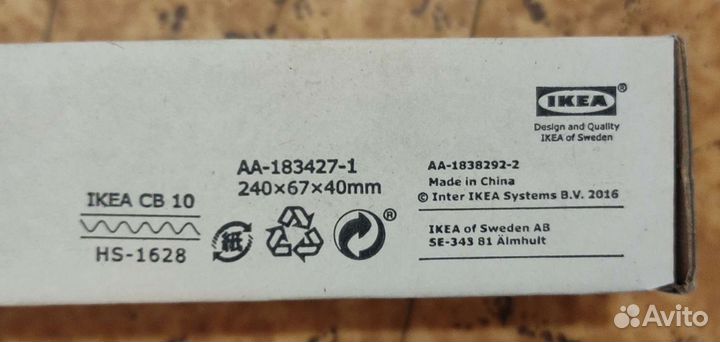 IKEA®
Design and Quality
IKEA of Sweden
AA-183427-1
240×67×40mm
IKEA CB 10
HS-1628
紙
®
AA-1838292-2
Made in China
© Inter IKEA Systems B.V. 2016
IKEA of Sweden AB
SE-343 81 Älmhult
Avito